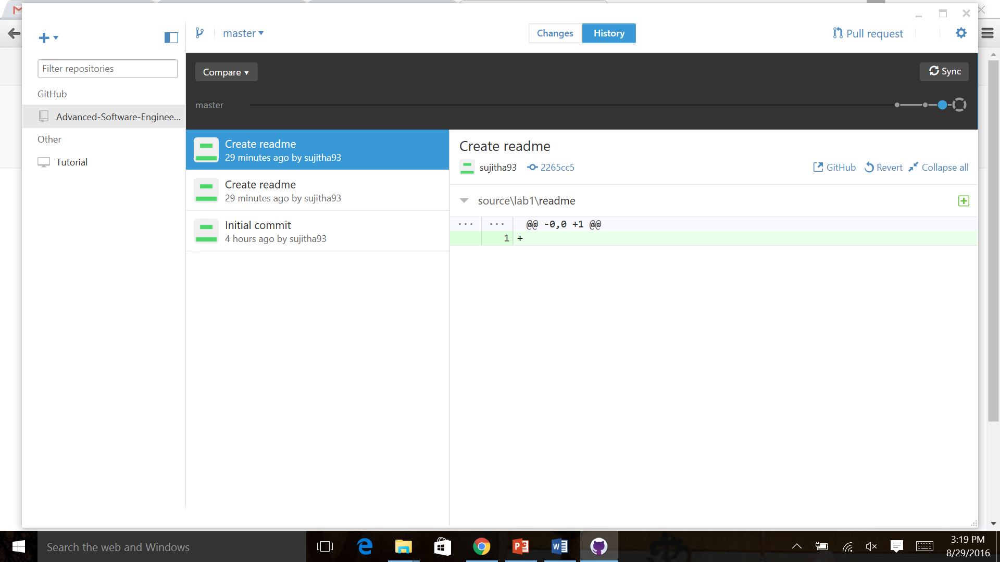 master
Changes
History
Pull request
Filter repositories
GitHub
Advanced-Software-Enginee...
Other
Tutorial
Compare
Sync
master
Create readme
29 minutes ago by sujitha93
Create readme
29 minutes ago by sujitha93
Initial commit
4 hours ago by sujitha93
Create readme
sujitha93 2265cc5
GitHub Revert Collapse all
source\lab1\readme
... ... @@ -0,0 +1 @@
1 +
Search the web and Windows
3:19 PM
8/29/2016